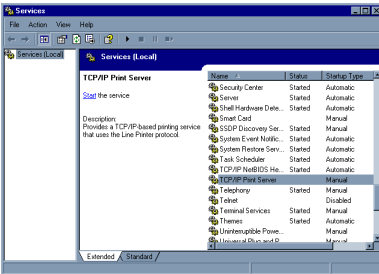 Services
File Action View Help
Services (Local)
Services (Local)
TCP/IP Print Server
Start the service
Description:
Provides a TCP/IP-based printing service
that uses the Line Printer protocol.
Name Status Startup Type
Security Center Started Automatic
Server Started Automatic
Shell Hardware Dete... Started Automatic
Smart Card Manual
SSDP Discovery Ser... Started Manual
System Event Notific... Started Automatic
System Restore Serv... Started Automatic
Task Scheduler Started Automatic
TCP/IP NetBIOS He... Started Automatic
TCP/IP Print Server Manual
Telephony Started Manual
Telnet Disabled
Terminal Services Started Manual
Themes Started Automatic
Uninterruptible Powe... Manual
Universal Plug and P... Manual
Extended Standard